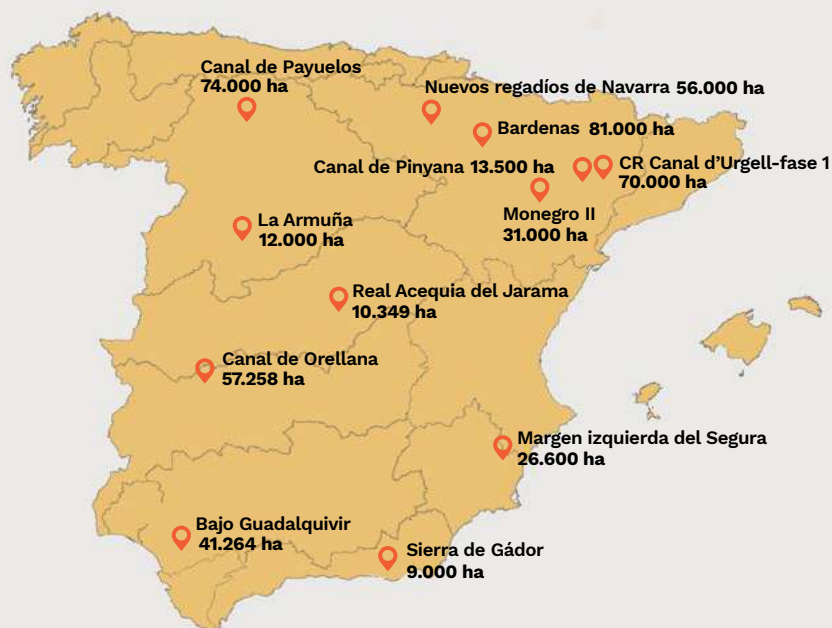 Canal de Payuelos
74.000 ha
Nuevos regadíos de Navarra 56.000 ha
Bardenas 81.000 ha
Canal de Pinyana 13.500 ha
CR Canal d'Urgell-fase 1
70.000 ha
Monegro II
31.000 ha
La Armuña
12.000 ha
Real Acequia del Jarama
10.349 ha
Canal de Orellana
57.258 ha
Margen izquierda del Segura
26.600 ha
Bajo Guadalquivir
41.264 ha
Sierra de Gádor
9.000 ha